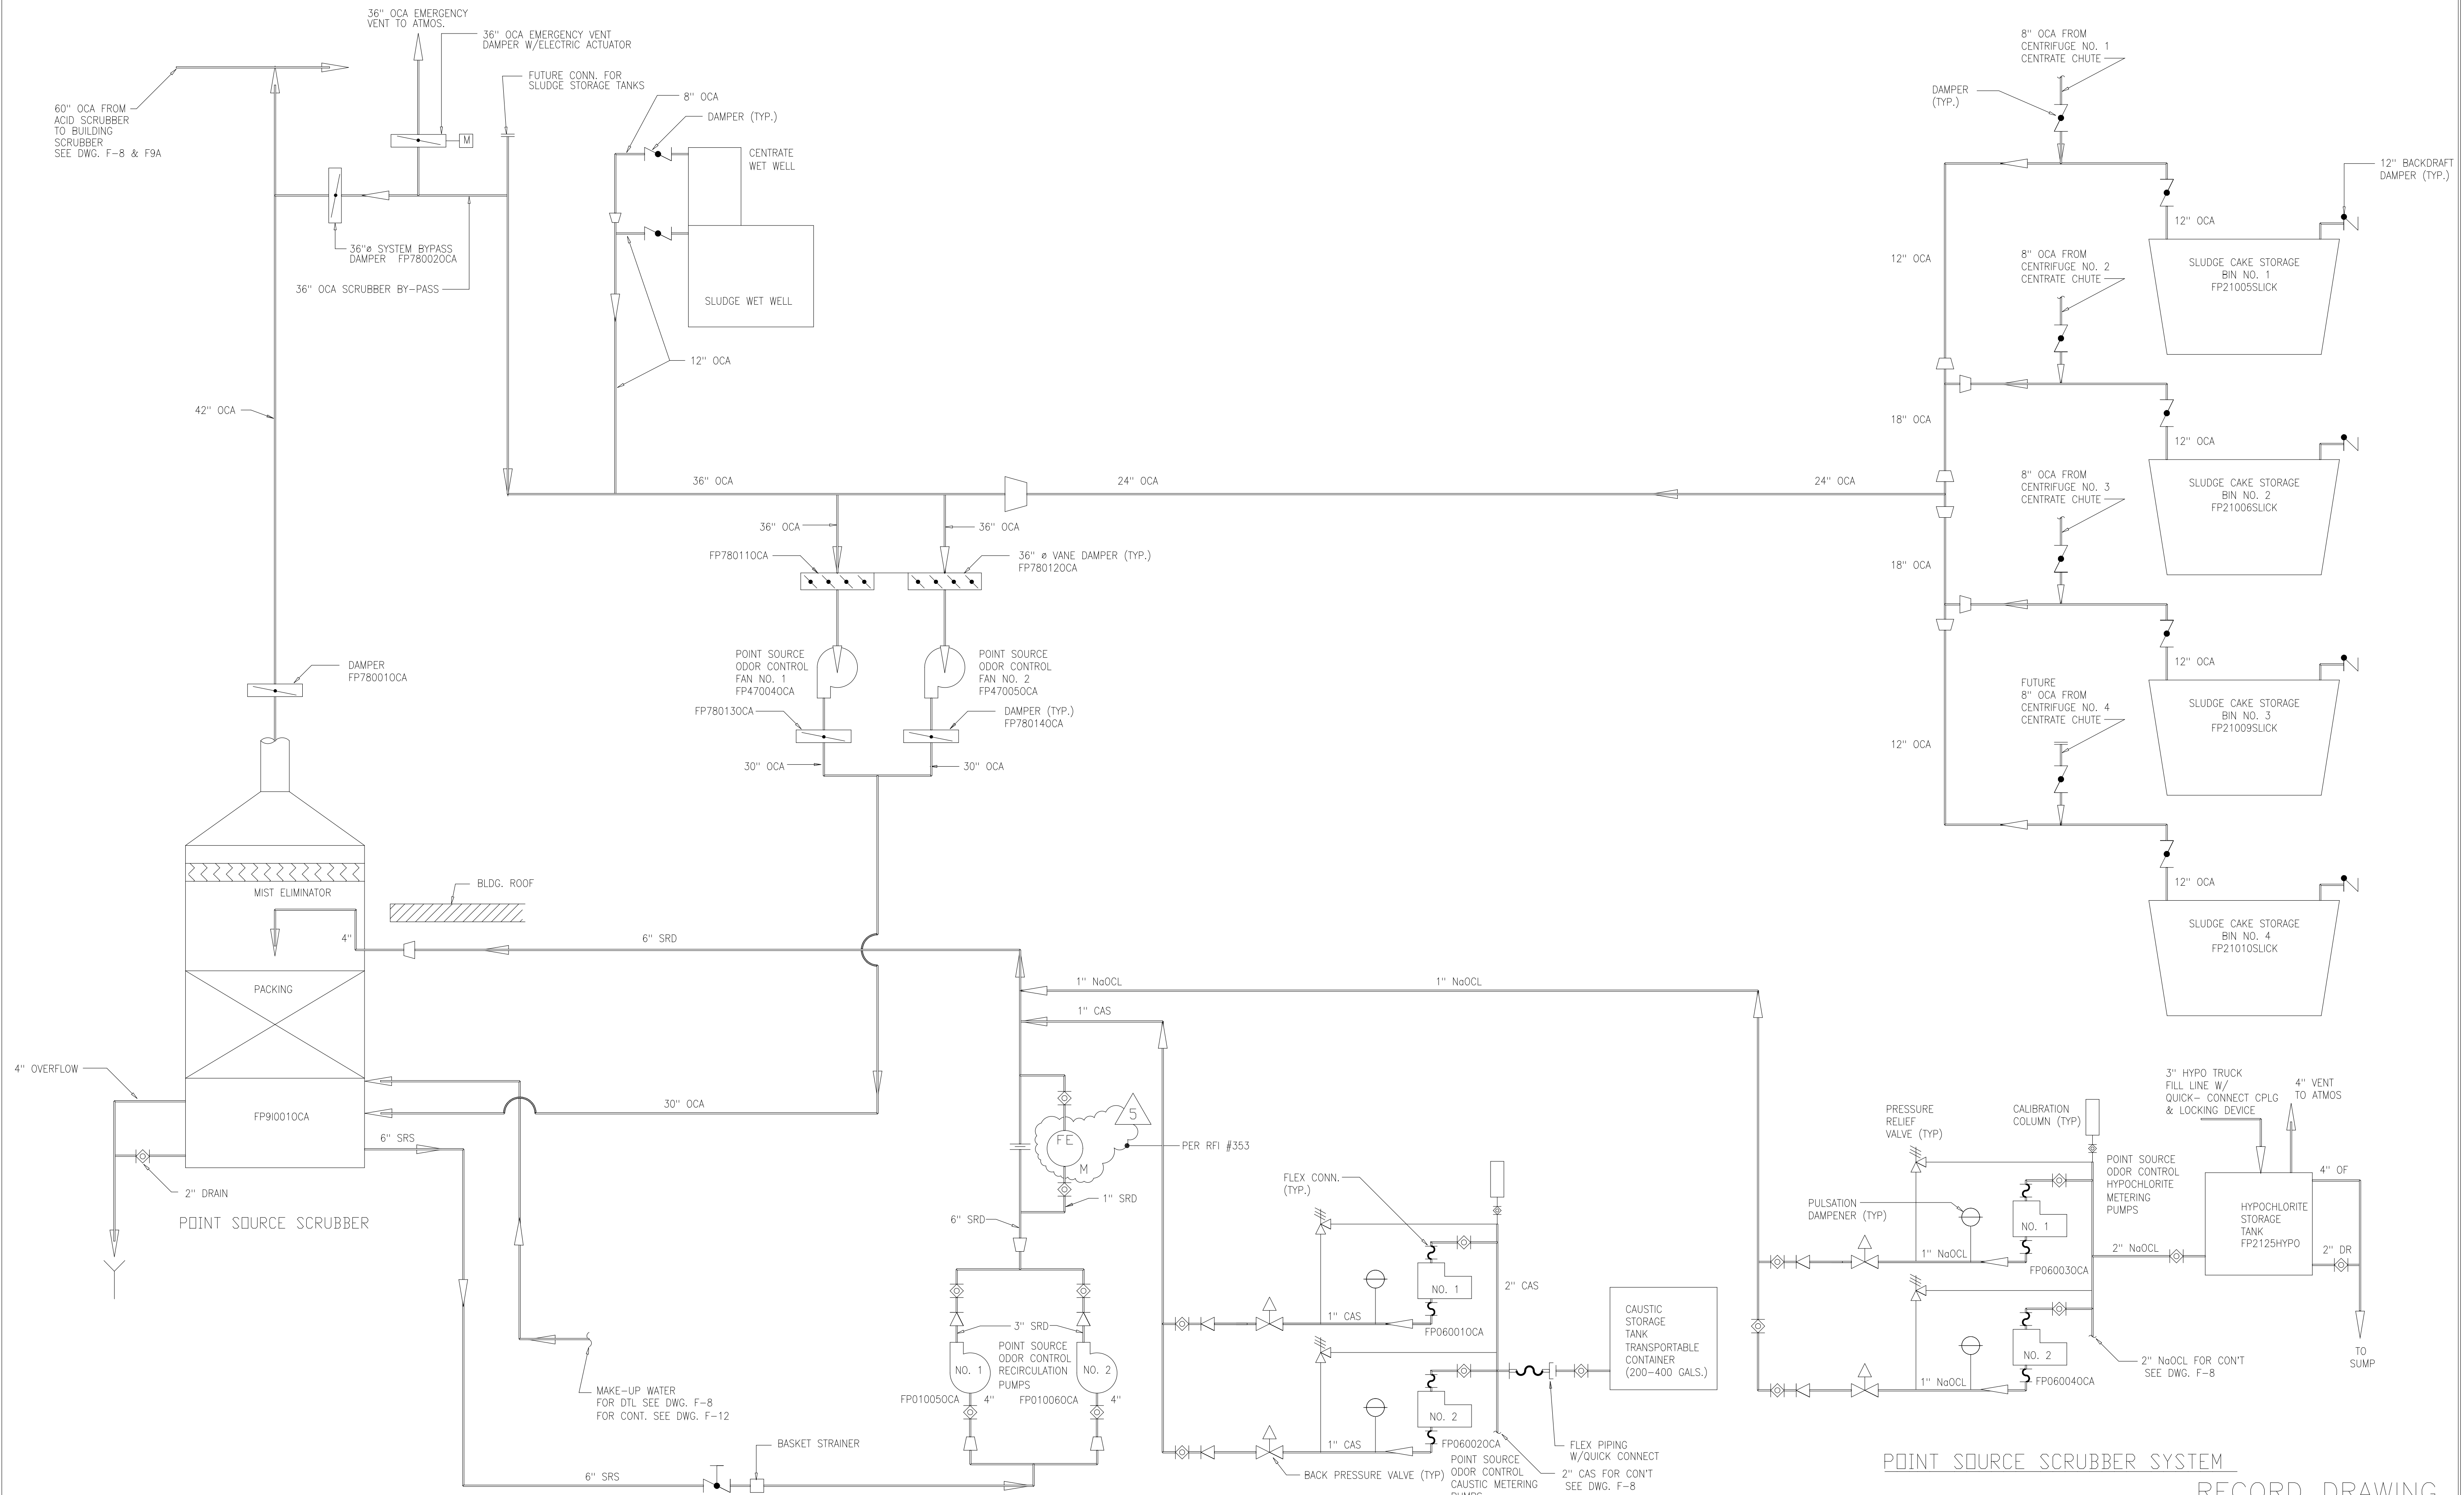 36" OCA EMERGENCY
VENT TO ATMOS.
36" OCA EMERGENCY VENT
DAMPER W/ELECTRIC ACTUATOR
FUTURE CONN. FOR
SLUDGE STORAGE TANKS
60" OCA FROM
ACID SCRUBBER
TO BUILDING
SCRUBBER
SEE DWG. F-8 & F9A
M
36"ø SYSTEM BYPASS
DAMPER FP78002OCA
36" OCA SCRUBBER BY-PASS
8" OCA
DAMPER (TYP.)
CENTRATE
WET WELL
SLUDGE WET WELL
12" OCA
42" OCA
36" OCA
24" OCA
24" OCA
36" OCA
36" OCA
FP78011OCA
36" ø VANE DAMPER (TYP.)
FP78012OCA
POINT SOURCE
ODOR CONTROL
FAN NO. 1
FP47004OCA
POINT SOURCE
ODOR CONTROL
FAN NO. 2
FP47005OCA
FP78013OCA
DAMPER (TYP.)
FP78014OCA
30" OCA
30" OCA
DAMPER
FP78001OCA
8" OCA FROM
CENTRIFUGE NO. 1
CENTRATE CHUTE
DAMPER
(TYP.)
12" BACKDRAFT
DAMPER (TYP.)
12" OCA
12" OCA
SLUDGE CAKE STORAGE
BIN NO. 1
FP21005SLICK
8" OCA FROM
CENTRIFUGE NO. 2
CENTRATE CHUTE
18" OCA
12" OCA
SLUDGE CAKE STORAGE
BIN NO. 2
FP21006SLICK
8" OCA FROM
CENTRIFUGE NO. 3
CENTRATE CHUTE
18" OCA
12" OCA
SLUDGE CAKE STORAGE
BIN NO. 3
FP21009SLICK
FUTURE
8" OCA FROM
CENTRIFUGE NO. 4
CENTRATE CHUTE
12" OCA
12" OCA
SLUDGE CAKE STORAGE
BIN NO. 4
FP21010SLICK
MIST ELIMINATOR
BLDG. ROOF
4"
6" SRD
PACKING
4" OVERFLOW
FP91001OCA
30" OCA
6" SRS
2" DRAIN
POINT SOURCE SCRUBBER
MAKE-UP WATER
FOR DTL SEE DWG. F-8
FOR CONT. SEE DWG. F-12
BASKET STRAINER
6" SRS
1" NaOCL
1" NaOCL
1" CAS
5
FE
M
PER RFI #353
1" SRD
6" SRD
3" SRD
POINT SOURCE
ODOR CONTROL
RECIRCULATION
PUMPS
NO. 1
NO. 2
FP01005OCA
4"
FP01006OCA
4"
FLEX CONN.
(TYP.)
NO. 1
1" CAS
FP06001OCA
2" CAS
CAUSTIC
STORAGE
TANK
TRANSPORTABLE
CONTAINER
(200-400 GALS.)
NO. 2
1" CAS
FP06002OCA
BACK PRESSURE VALVE (TYP)
POINT SOURCE
ODOR CONTROL
CAUSTIC METERING
PUMPS
FLEX PIPING
W/QUICK CONNECT
2" CAS FOR CON'T
SEE DWG. F-8
PRESSURE
RELIEF
VALVE (TYP)
CALIBRATION
COLUMN (TYP)
3" HYPO TRUCK
FILL LINE W/
QUICK- CONNECT CPLG
& LOCKING DEVICE
4" VENT
TO ATMOS
POINT SOURCE
ODOR CONTROL
HYPOCHLORITE
METERING
PUMPS
4" OF
PULSATION
DAMPENER (TYP)
NO. 1
1" NaOCL
FP06003OCA
2" NaOCL
HYPOCHLORITE
STORAGE
TANK
FP2125HYPO
2" DR
NO. 2
1" NaOCL
FP06004OCA
2" NaOCL FOR CON'T
SEE DWG. F-8
TO
SUMP
POINT SOURCE SCRUBBER SYSTEM
RECORD DRAWING